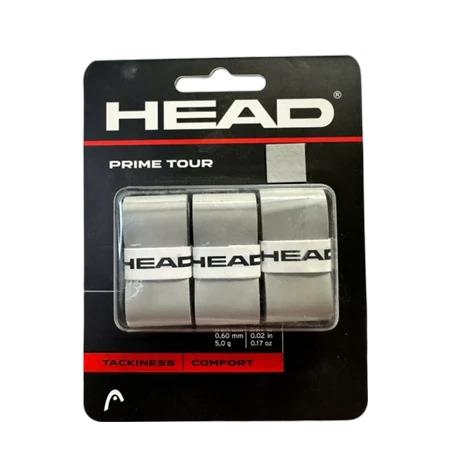 HEAD®
PRIME TOUR
HEAD HEAD HEAD
0,60 mm 0.02 in
5,0 g 0.17 oz
TACKINESS COMFORT